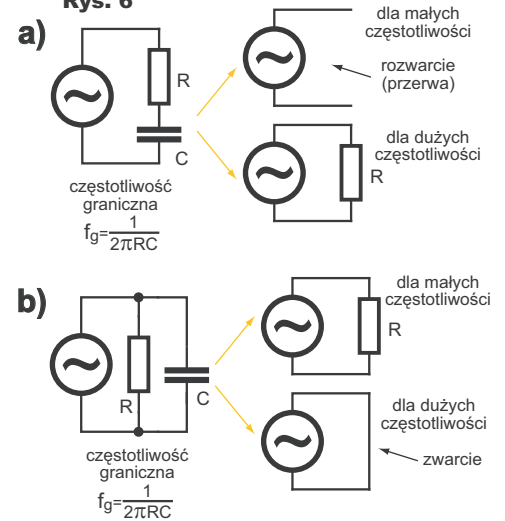 Rys. 6
a)
R
C
częstotliwość
graniczna
fg=1/2πRC
dla małych
częstotliwości
rozwarcie
(przerwa)
dla dużych
częstotliwości
R
b)
R
C
częstotliwość
graniczna
fg=1/2πRC
dla małych
częstotliwości
R
dla dużych
częstotliwości
zwarcie